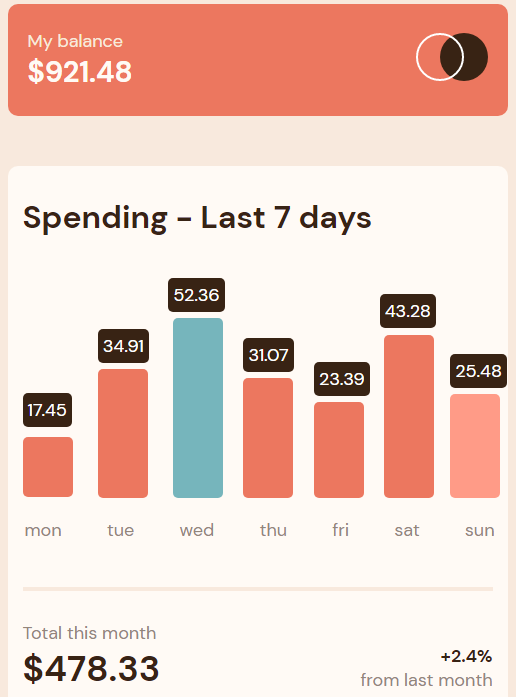 My balance
$921.48
Spending - Last 7 days
52.36
43.28
34.91
31.07
25.48
23.39
17.45
mon tue wed thu fri sat sun
Total this month
$478.33
+2.4%
from last month